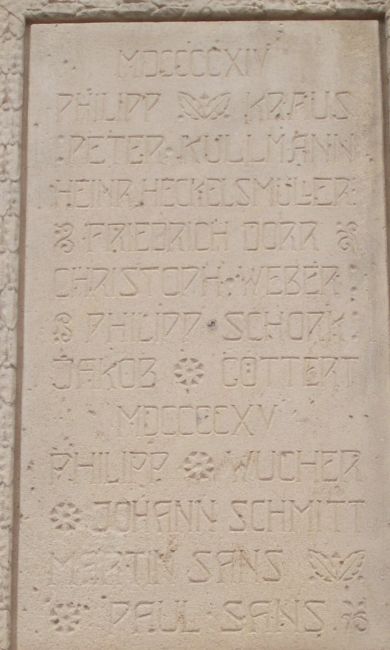 MDCCCCXIV
PHILIPP KRAUS
PETER KULLMANN
HEINR. HECKELSMÜLLER
FRIEDRICH DORR
CHRISTOPH WEBER
PHILIPP SCHORK
JAKOB GÖTTERT
MDCCCCXV
PHILIPP WUCHER
JOHANN SCHMITT
MARTIN SANS
PAUL SANS